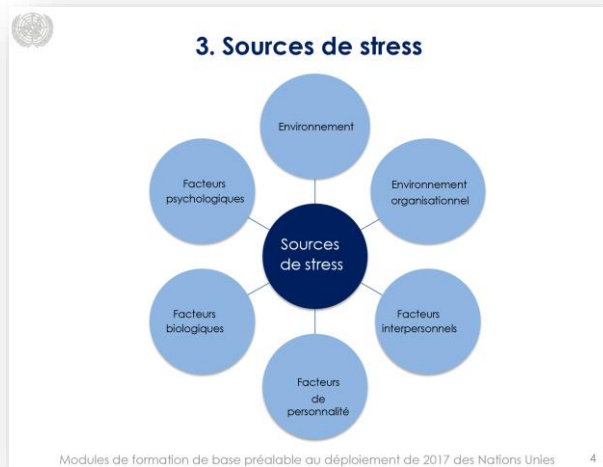 3. Sources de stress
Environnement
Environnement
organisationnel
Facteurs
interpersonnels
Facteurs
de
personnalité
Facteurs
biologiques
Facteurs
psychologiques
Sources
de stress
Modules de formation de base préalable au déploiement de 2017 des Nations Unies
4